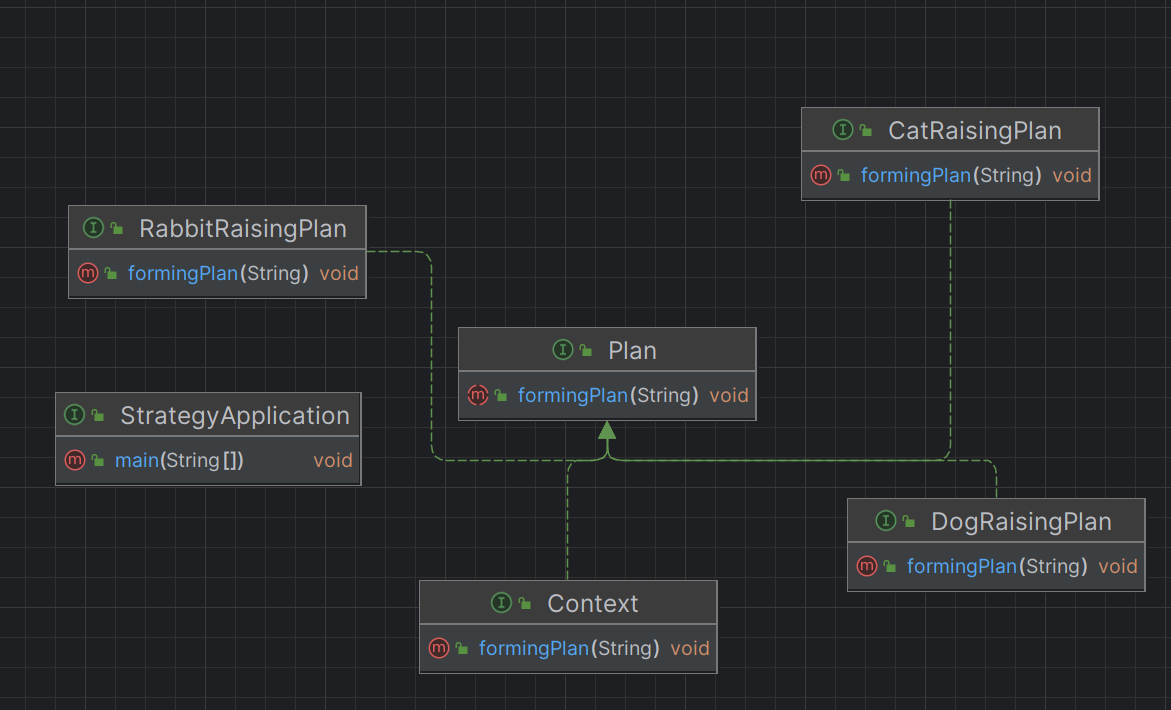 CatRaisingPlan
formingPlan(String) void
RabbitRaisingPlan
formingPlan(String) void
Plan
formingPlan(String) void
StrategyApplication
main(String[]) void
DogRaisingPlan
formingPlan(String) void
Context
formingPlan(String) void